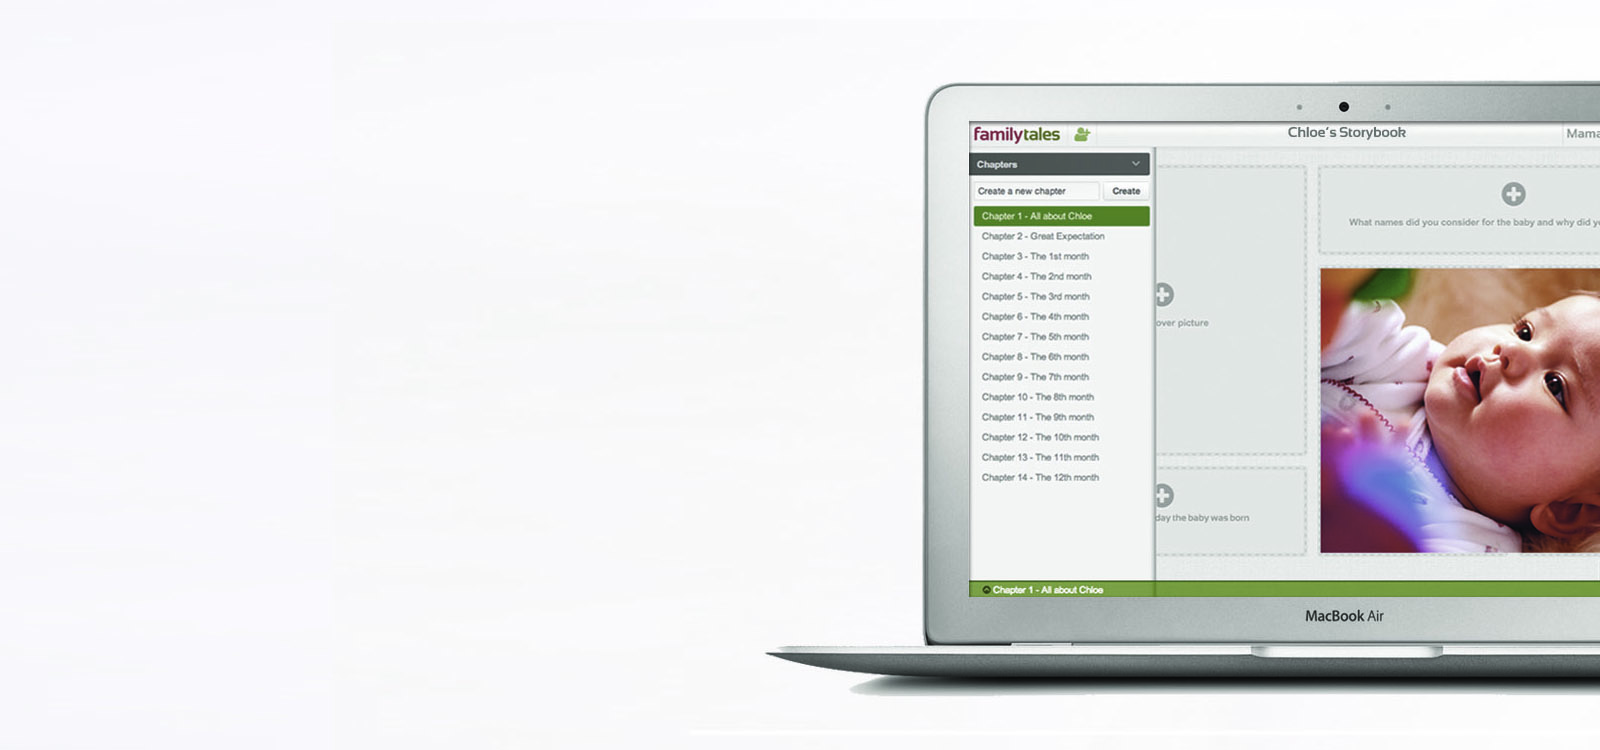 familytales
Chloe's Storybook
Mama
Chapters
Create a new chapter
Create
Chapter 1 - All about Chloe
Chapter 2 - Great Expectation
Chapter 3 - The 1st month
Chapter 4 - The 2nd month
Chapter 5 - The 3rd month
Chapter 6 - The 4th month
Chapter 7 - The 5th month
Chapter 8 - The 6th month
Chapter 9 - The 7th month
Chapter 10 - The 8th month
Chapter 11 - The 9th month
Chapter 12 - The 10th month
Chapter 13 - The 11th month
Chapter 14 - The 12th month
over picture
day the baby was born
What names did you consider for the baby and why did
Chapter 1 - All about Chloe
MacBook Air